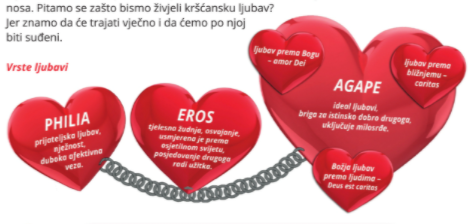 nosa. Pitamo se zašto bismo živjeli kršćansku ljubav?
Jer znamo da će trajati vječno i da ćemo po njoj
biti suđeni.
Vrste ljubavi
PHILIA
prijateljska ljubav,
nježnost,
duboka afektivna
veza.
EROS
tjelesna žudnja, osvajanje,
usmjerena je prema
osjetilnom svijetu,
posjedovanje drugoga
radi užitka.
ljubav prema Bogu
– amor Dei
ljubav prema
bližnjemu –
caritas
AGAPE
ideal ljubavi,
briga za istinsko dobro drugoga,
uključuje milosrđe.
Božja ljubav
prema ljudima –
Deus est caritas